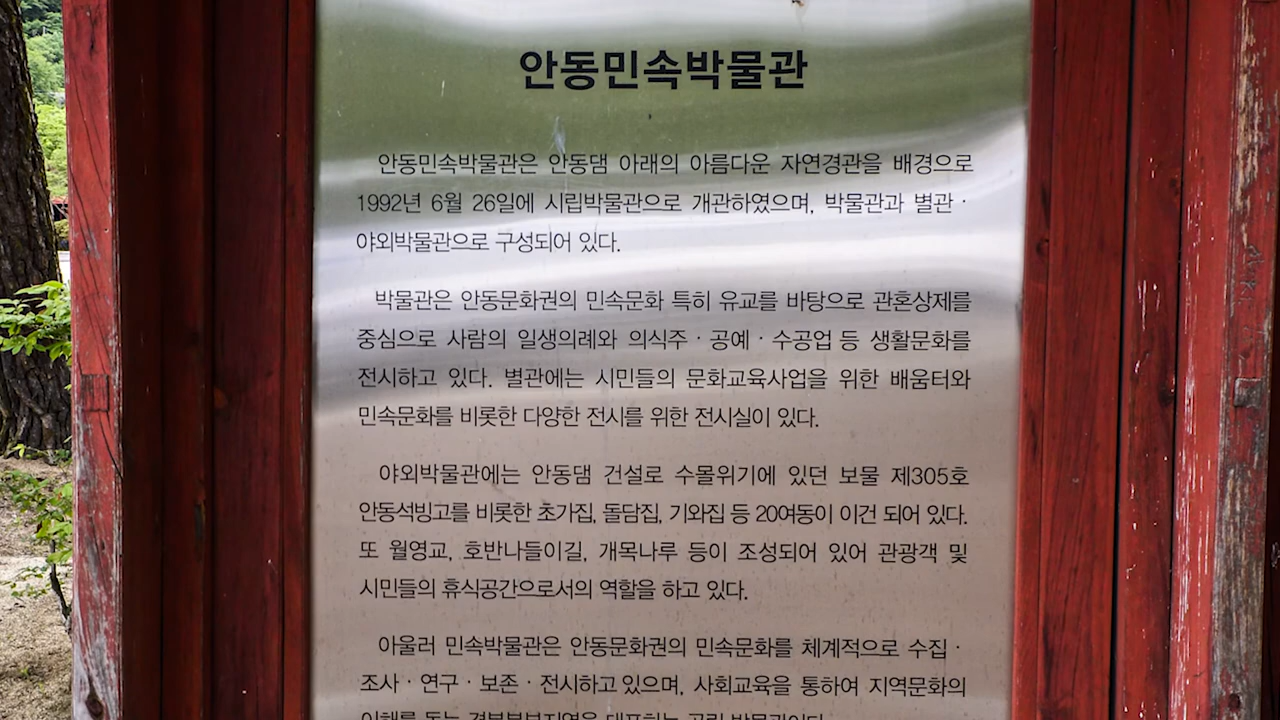 안동민속박물관
안동민속박물관은 안동댐 아래의 아름다운 자연경관을 배경으로
1992년 6월 26일에 시립박물관으로 개관하였으며, 박물관과 별관 ·
야외박물관으로 구성되어 있다.
박물관은 안동문화권의 민속문화 특히 유교를 바탕으로 관혼상제를
중심으로 사람의 일생의례와 의식주 · 공예 · 수공업 등 생활문화를
전시하고 있다. 별관에는 시민들의 문화교육사업을 위한 배움터와
민속문화를 비롯한 다양한 전시를 위한 전시실이 있다.
야외박물관에는 안동댐 건설로 수몰위기에 있던 보물 제305호
안동석빙고를 비롯한 초가집, 돌담집, 기와집 등 20여동이 이건 되어 있다.
또 월영교, 호반나들이길, 개목나루 등이 조성되어 있어 관광객 및
시민들의 휴식공간으로서의 역할을 하고 있다.
아울러 민속박물관은 안동문화권의 민속문화를 체계적으로 수집 ·
조사 · 연구 · 보존 · 전시하고 있으며, 사회교육을 통하여 지역문화의